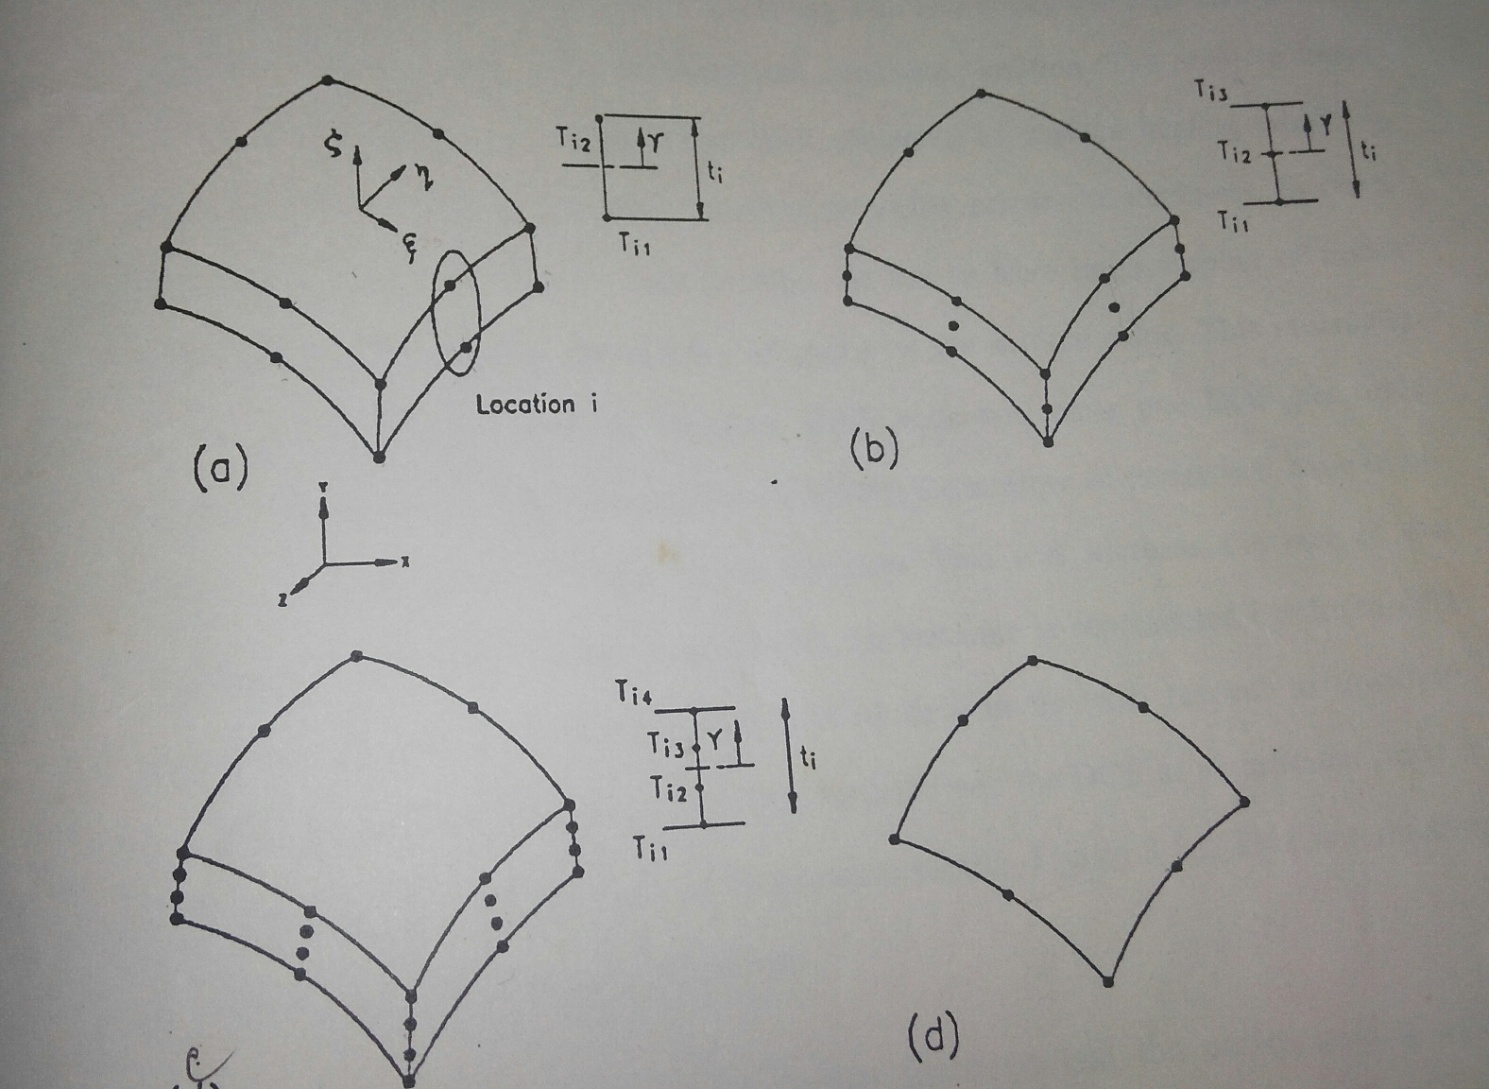 ζ
η
ξ
Ti2
γ
ti
Ti1
Location i
(a)
Ti3
γ
Ti2
ti
Ti1
(b)
Y
X
Z
Ti4
Ti3 γ
ti
Ti2
Ti1
(d)